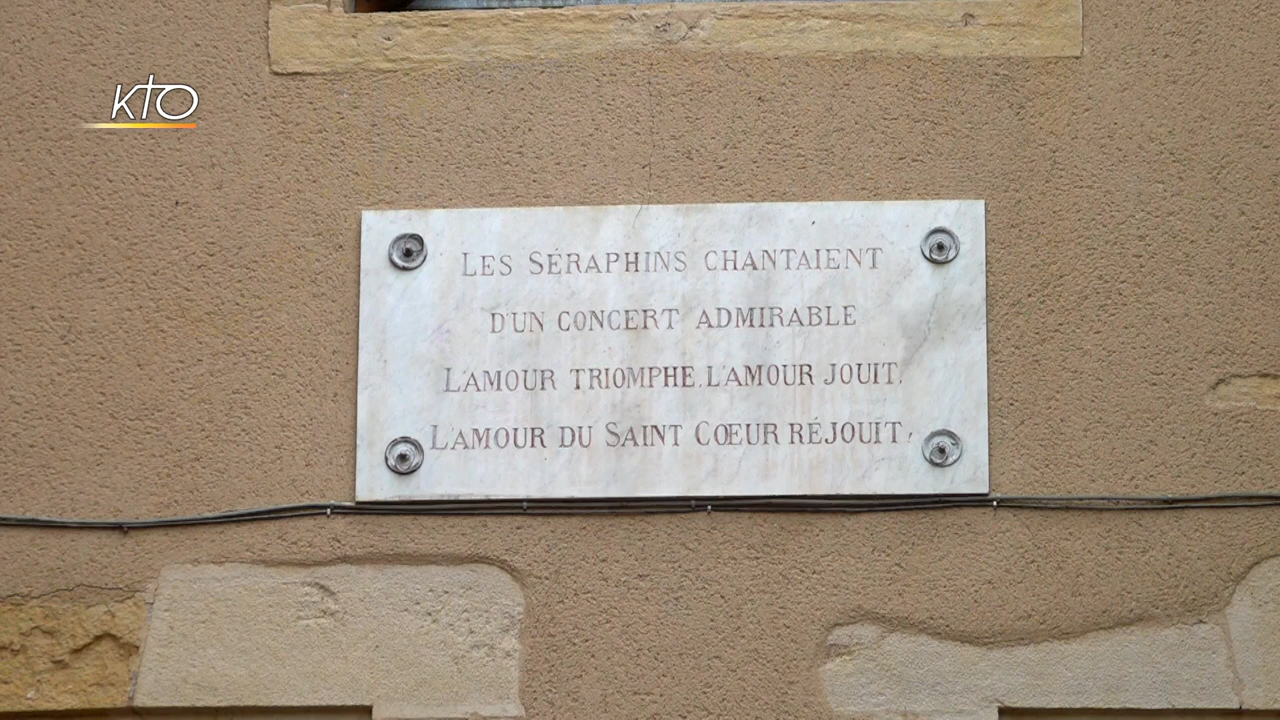 KTO
LES SÉRAPHINS CHANTAIENT
D'UN CONCERT ADMIRABLE
L'AMOUR TRIOMPHE, L'AMOUR JOUIT,
L'AMOUR DU SAINT CŒUR RÉJOUIT,